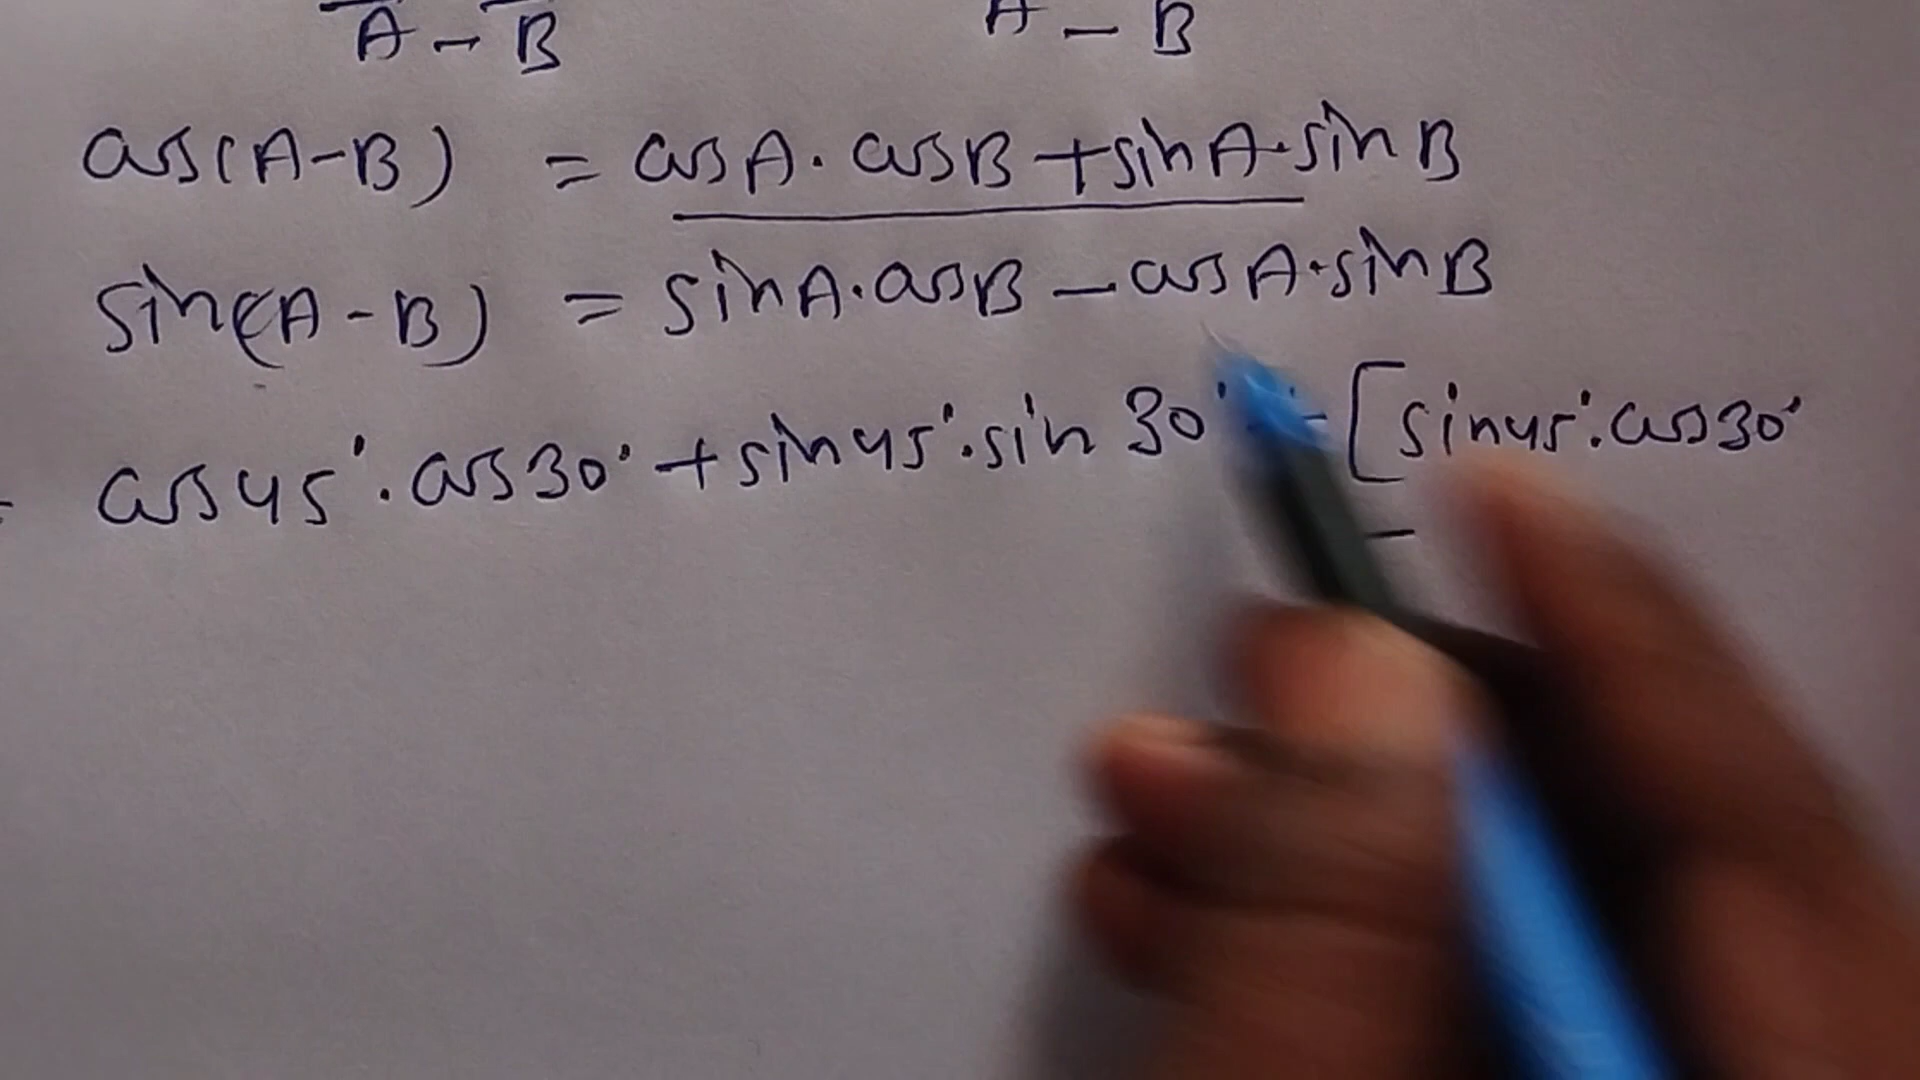 A - B A - B
cos(A-B) = cosA. cosB +sinA.sinB
sin(A-B) = sinA.cosB - cosA.sinB
= cos45°.cos30° +sin45°.sin30° - [sin45°.cos30°
-